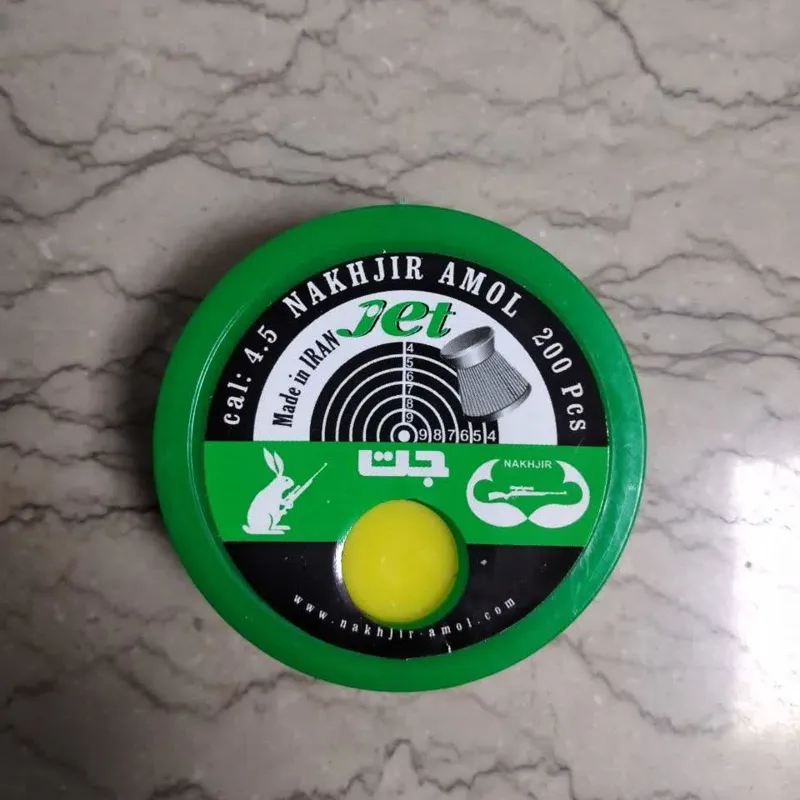 cal: 4.5 NAKHJIR AMOL 200 Pcs
Jet
Made in IRAN
4
5
6
7
8
9
9 8 7 6 5 4
جت
NAKHJIR
www.nakhjir-amol.com